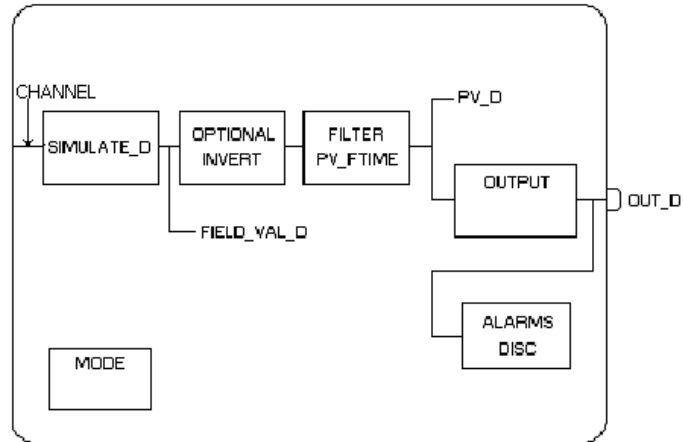 CHANNEL
SIMULATE_D
OPTIONAL
INVERT
FILTER
PV_FTIME
PV_D
OUTPUT
OUT_D
FIELD_VAL_D
ALARMS
DISC
MODE